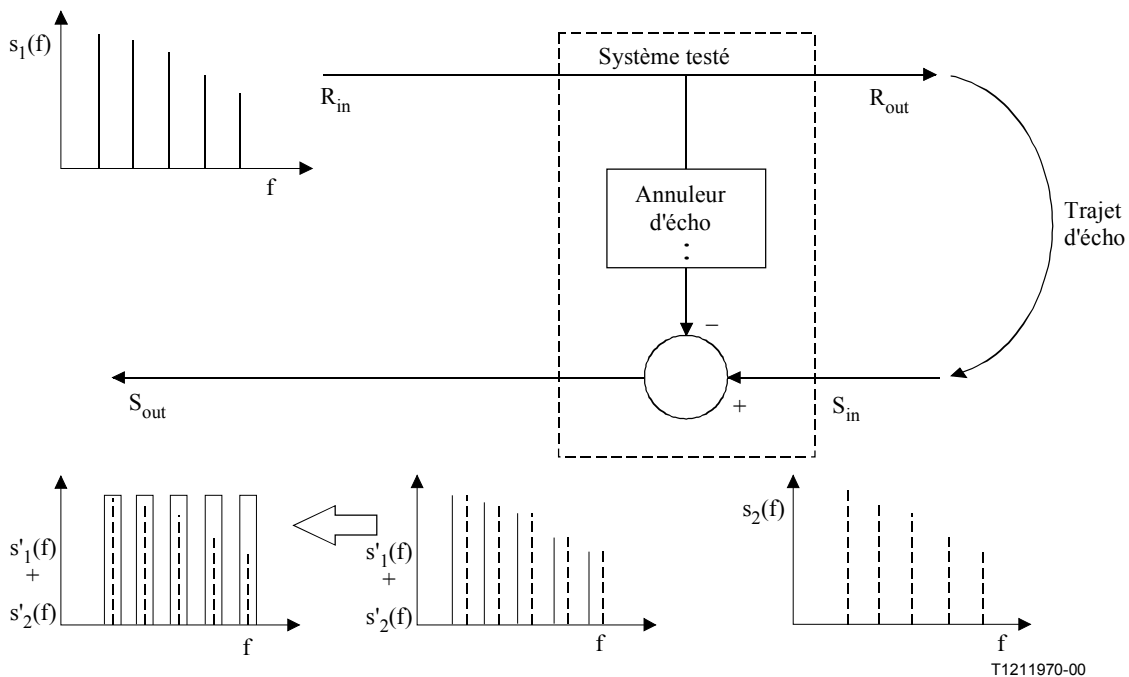 s1(f)
f
Système testé
Rin
Rout
Annuleur
d'écho
Trajet
d'écho
–
+
Sout
Sin
s'1(f)
+
s'2(f)
f
s'1(f)
+
s'2(f)
f
s2(f)
f
T1211970-00